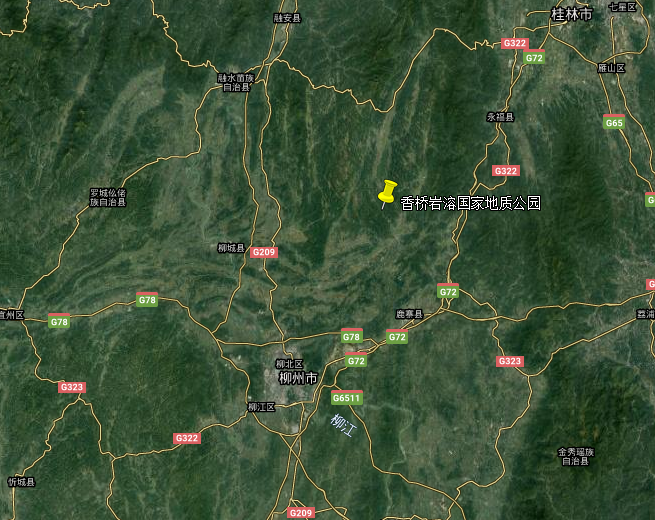 七星区
桂林市
融安县
G322
G72
雁山区
融水苗族
自治县
永福县
G65
G322
罗城仫佬
族自治县
香桥岩溶国家地质公园
柳城县
G209
G72
G78
宜州区
G78
鹿寨县
荔浦
G78
G72
G72
G323
柳北区
柳州市
G323
G6511
柳江区
柳江
G322
金秀瑶族
自治县
忻城县
G209